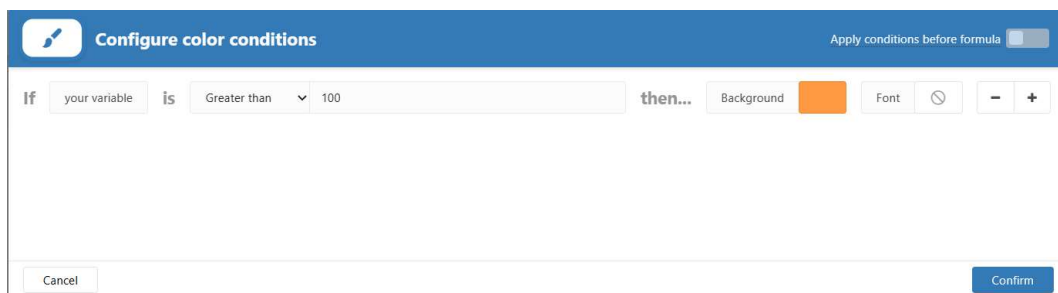 Configure color conditions
Apply conditions before formula
If your variable is Greater than 100 then... Background Font - +
Cancel
Confirm